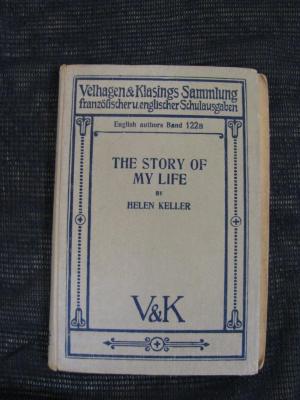 Velhagen & Klasings Sammlung
französischer u. englischer Schulausgaben
English authors Band 122B
THE STORY OF
MY LIFE
BY
HELEN KELLER
V&K